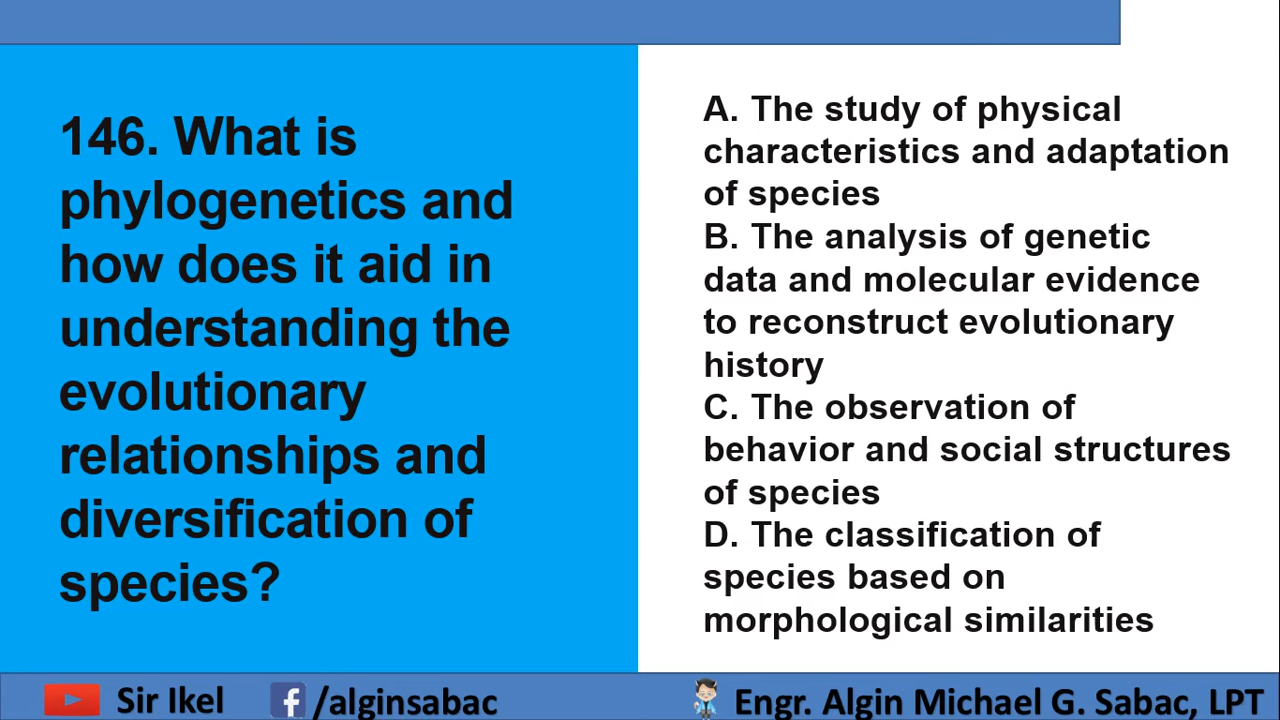 146. What is
phylogenetics and
how does it aid in
understanding the
evolutionary
relationships and
diversification of
species?
A. The study of physical
characteristics and adaptation
of species
B. The analysis of genetic
data and molecular evidence
to reconstruct evolutionary
history
C. The observation of
behavior and social structures
of species
D. The classification of
species based on
morphological similarities
Sir Ikel
f/alginsabac
Engr. Algin Michael G. Sabac, LPT